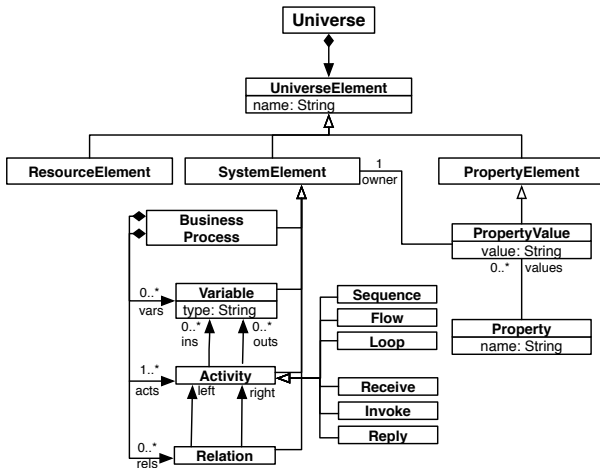 Universe
UniverseElement
name: String
ResourceElement
SystemElement
1
owner
PropertyElement
Business
Process
PropertyValue
value: String
0..*
values
Variable
type: String
0..*
vars
0..*
ins
0..*
outs
Sequence
Flow
Loop
Property
name: String
1..*
acts
Activity
left
right
Receive
Invoke
Reply
0..*
rels
Relation